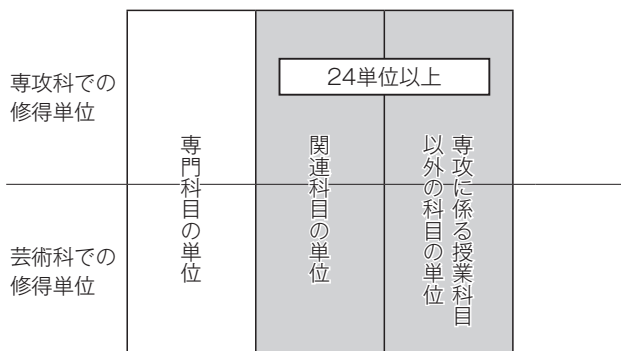 専攻科での
修得単位
24単位以上
専門科目の単位
関連科目の単位
専攻に係る授業科目
以外の科目の単位
芸術科での
修得単位